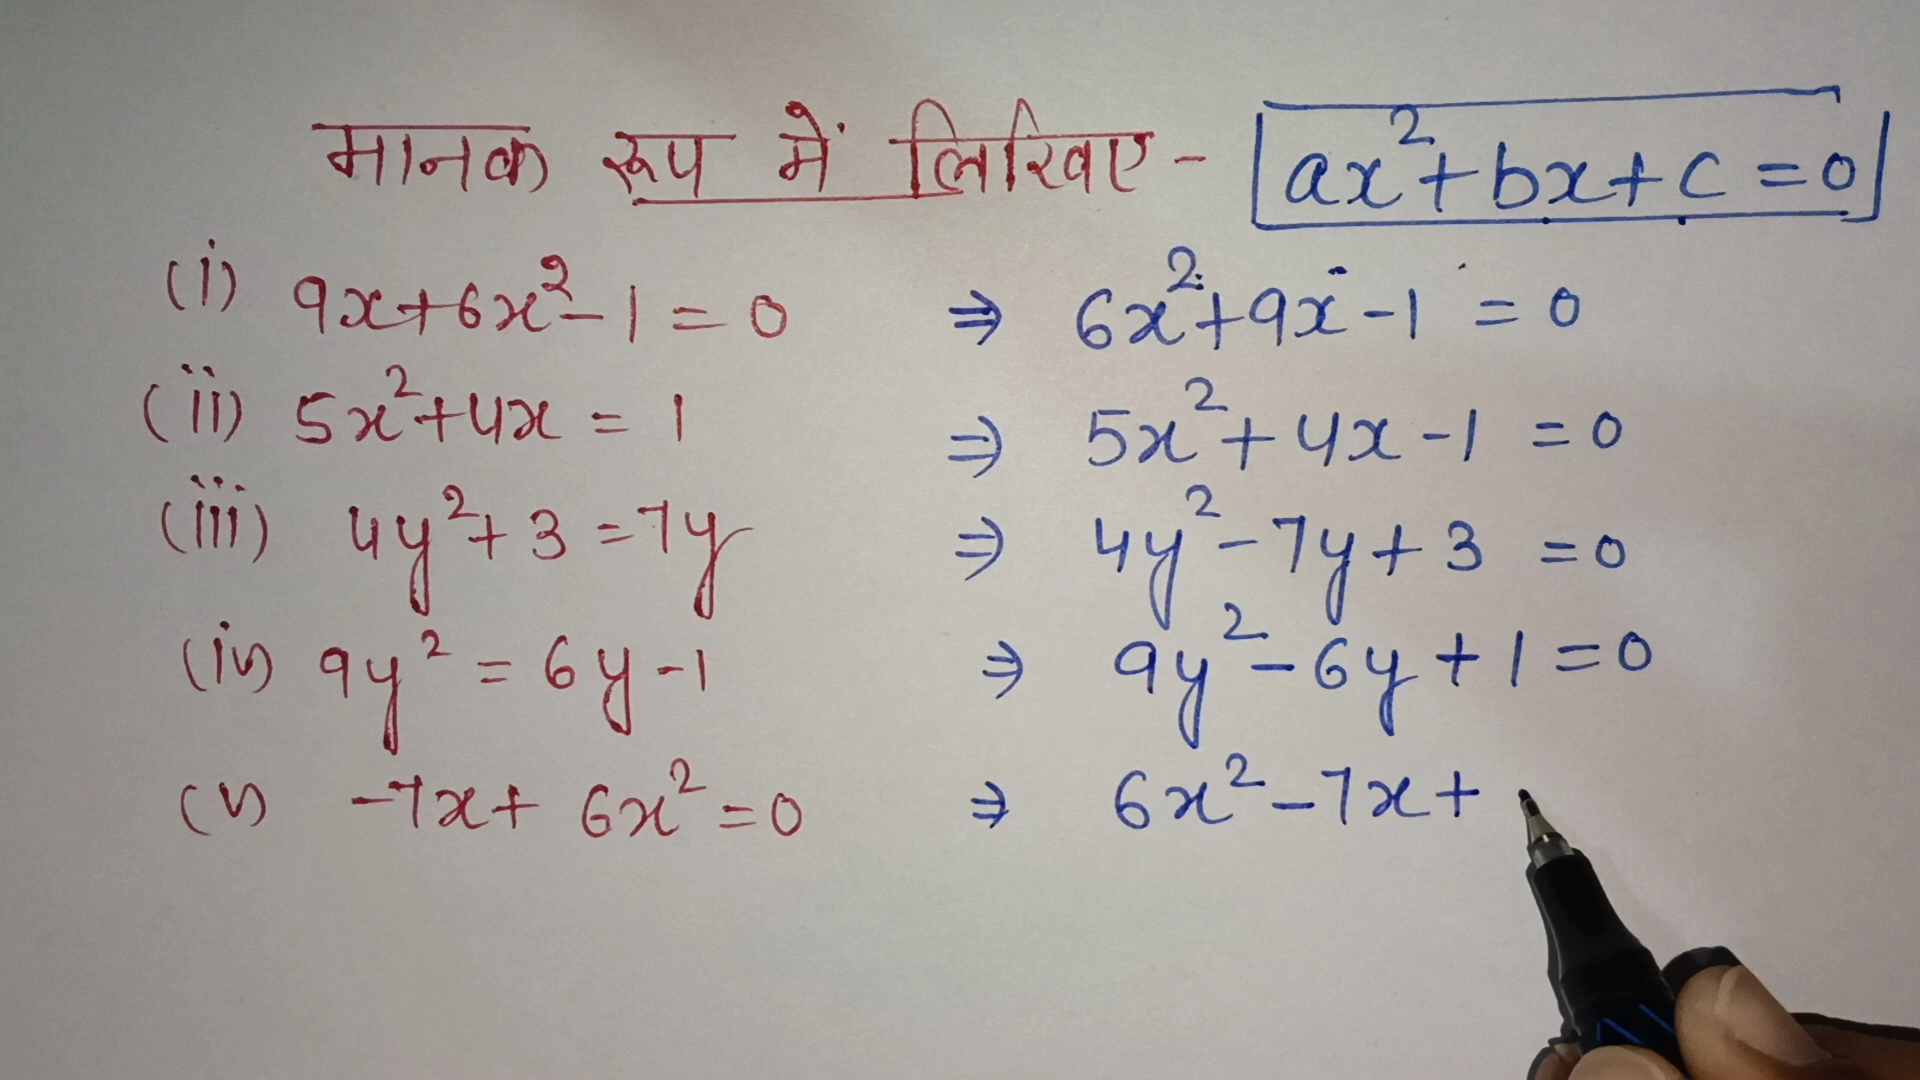 मानक रूप में लिखिए - ax²+bx+c=0
(i) 9x+6x²-1=0 ⇒ 6x²+9x-1=0
(ii) 5x²+4x=1 ⇒ 5x²+4x-1=0
(iii) 4y²+3=7y ⇒ 4y²-7y+3=0
(iv) 9y²=6y-1 ⇒ 9y²-6y+1=0
(v) -7x+6x²=0 ⇒ 6x²-7x+